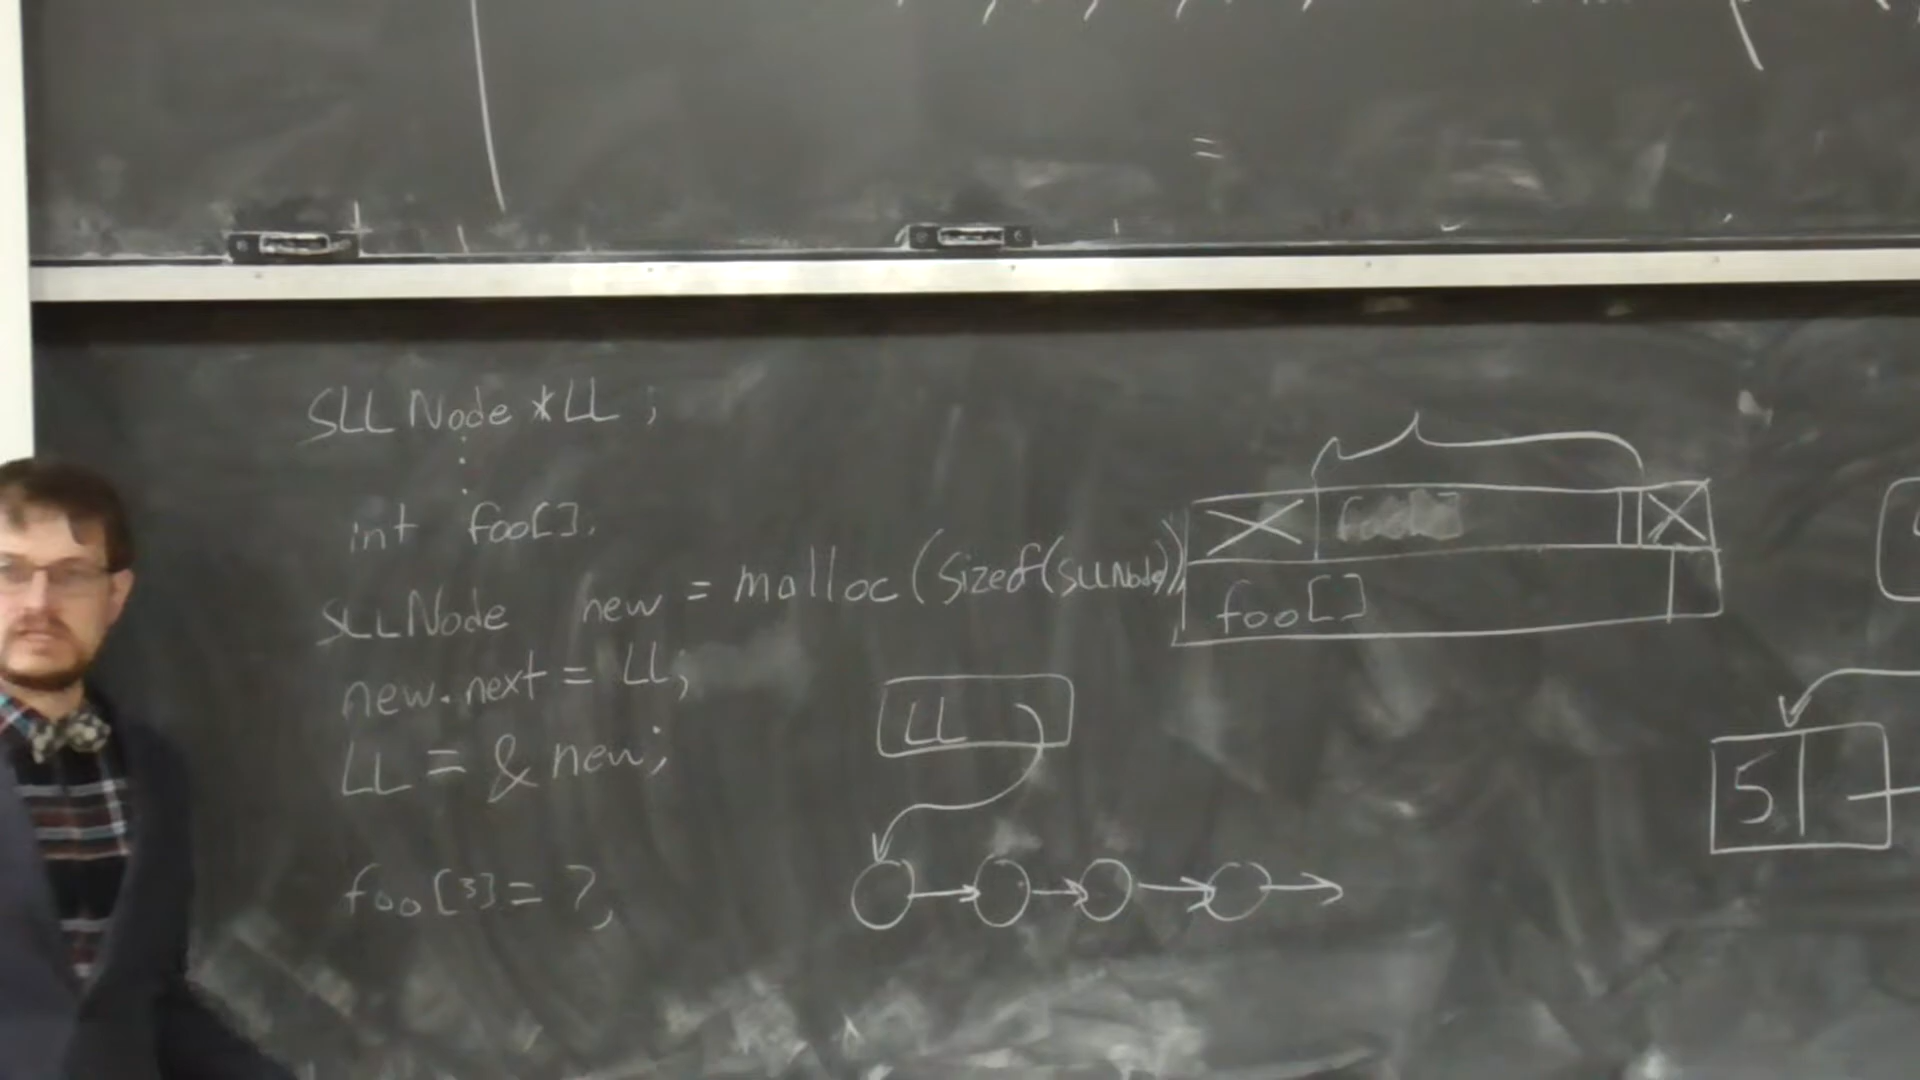 SLLNode *LL ;
int foo[].
SLLNode new = malloc(sizeof(SLLNode))
new.next = LL;
LL = & new;
foo[3] = ?,
foo[]
LL
5
=